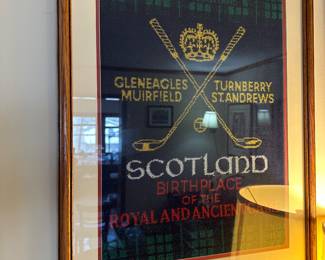 GLENEAGLES TURNBERRY
MUIRFIELD ST.ANDREWS
SCOTLAND
BIRTHPLACE
OF THE
ROYAL AND ANCIENT